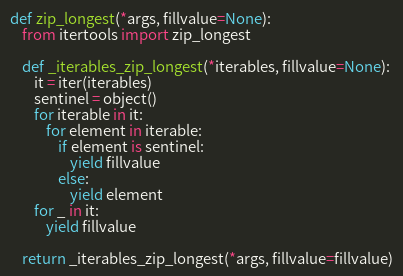 def zip_longest(*args, fillvalue=None):
    from itertools import zip_longest

    def _iterables_zip_longest(*iterables, fillvalue=None):
        it = iter(iterables)
        sentinel = object()
        for iterable in it:
            for element in iterable:
                if element is sentinel:
                    yield fillvalue
                else:
                    yield element
        for _ in it:
            yield fillvalue

    return _iterables_zip_longest(*args, fillvalue=fillvalue)